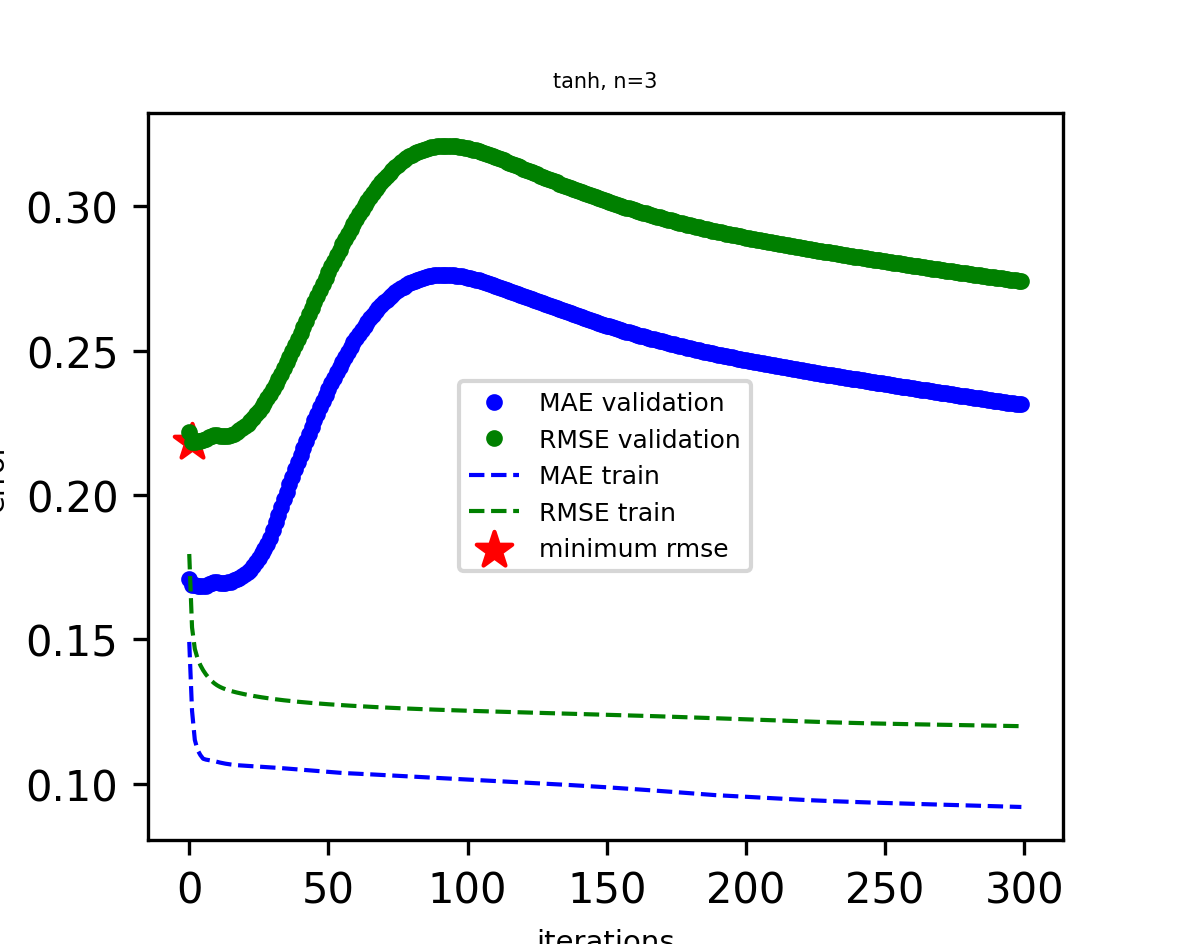 tanh, n=3
0.30
0.25
0.20
0.15
0.10
MAE validation
RMSE validation
MAE train
RMSE train
minimum rmse
0 50 100 150 200 250 300
iterations